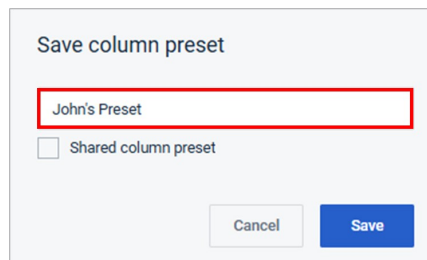 Save column preset
John's Preset
Shared column preset
Cancel
Save